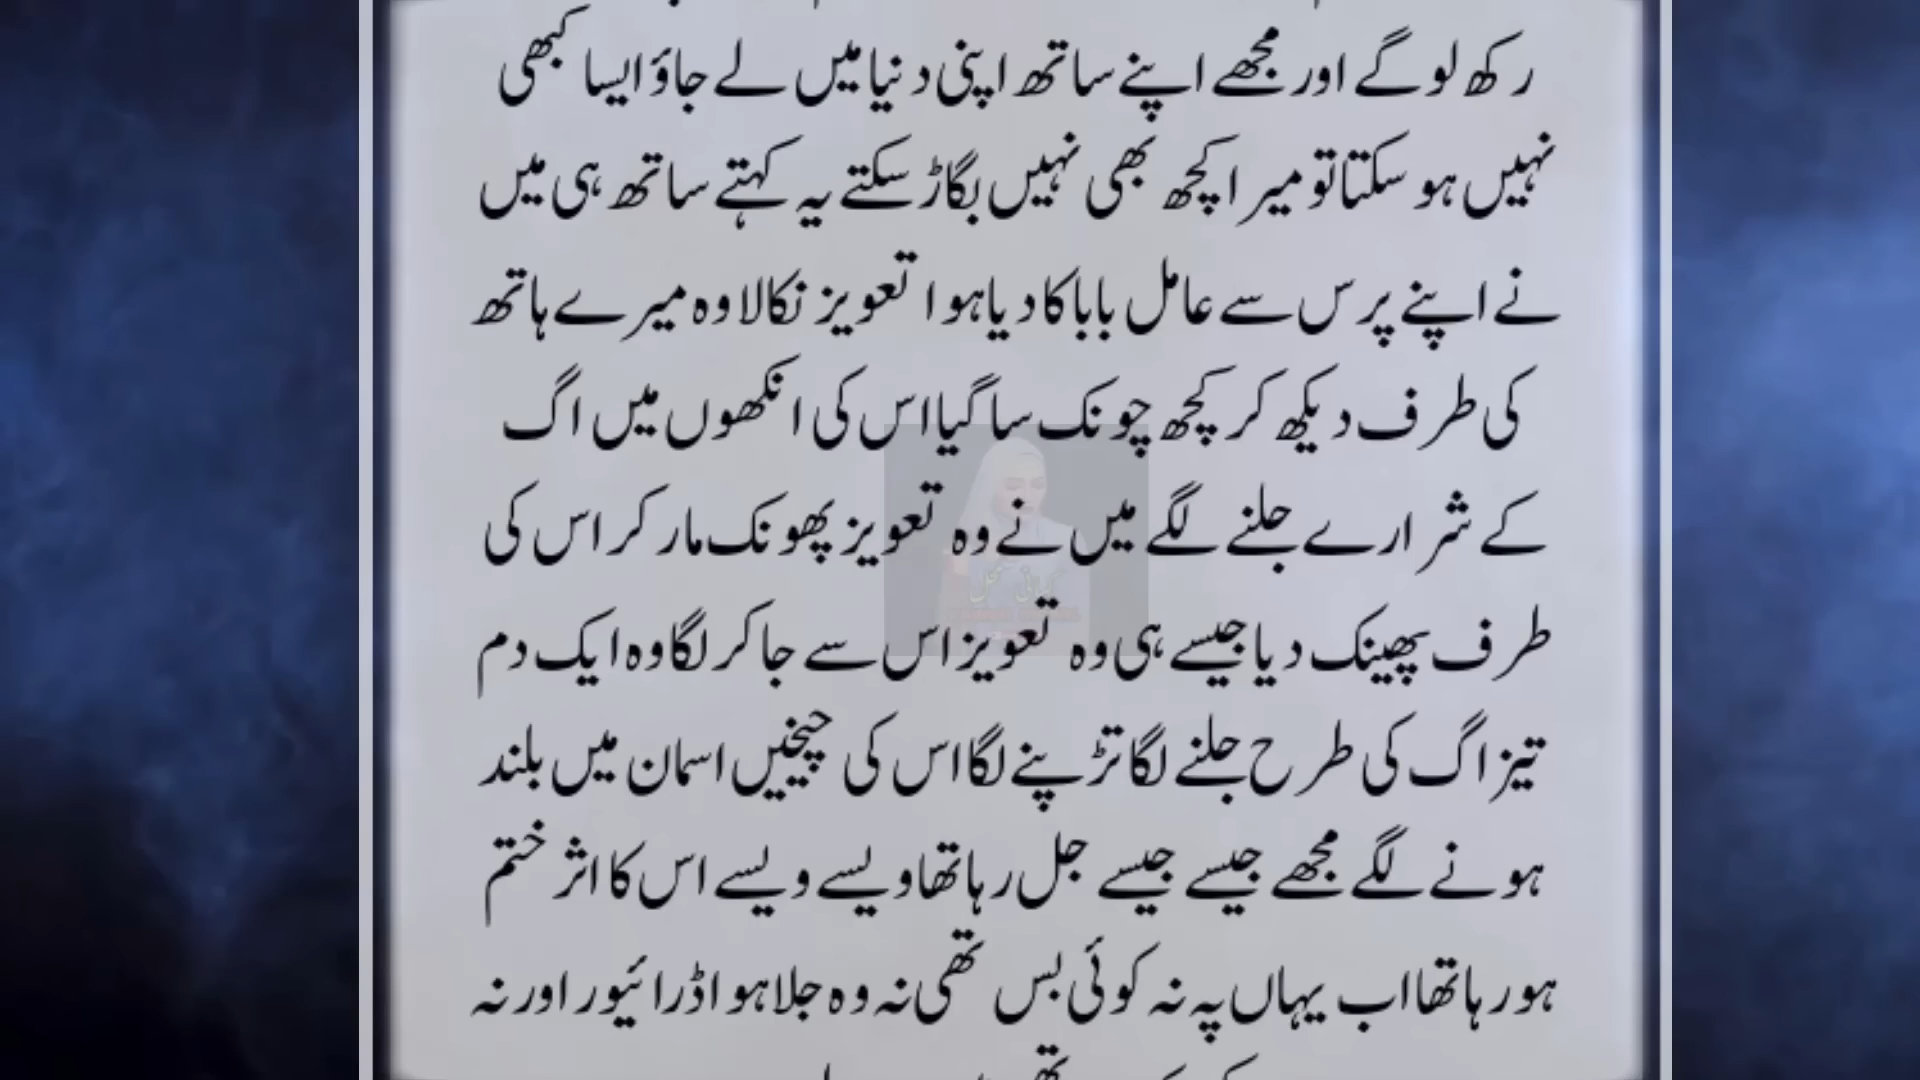 رکھ لو گے اور مجھے اپنے ساتھ اپنی دنیا میں لے جاؤ ایسا کبھی
نہیں ہو سکتا تو میرا کچھ بھی نہیں بگاڑ سکتے یہ کہتے ساتھ ہی میں
نے اپنے پرس سے عامل بابا کا دیا ہوا تعویز نکالا وہ میرے ہاتھ
کی طرف دیکھ کر کچھ چونک سا گیا اس کی انکھوں میں اگ
کے شرارے جلنے لگے میں نے وہ تعویز پھونک مار کر اس کی
طرف پھینک دیا جیسے ہی وہ تعویز اس سے جا کر لگا وہ ایک دم
تیز اگ کی طرح جلنے لگا تڑپنے لگا اس کی چیخیں اسمان میں بلند
ہونے لگے مجھے جیسے جیسے جل رہا تھا ویسے ویسے اس کا اثر ختم
ہو رہا تھا اب یہاں پہ نہ کوئی بس تھی نہ وہ جلا ہوا ڈرائیور اور نہ